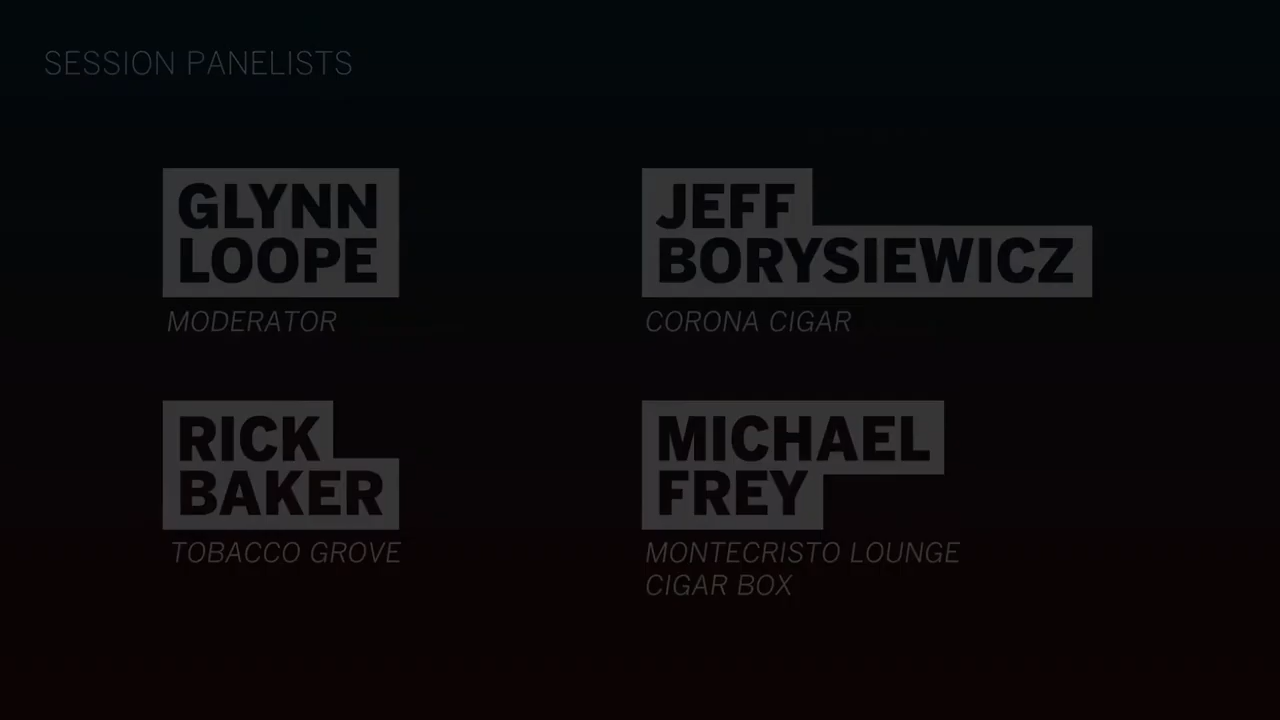 SESSION PANELISTS
GLYNN
LOOPE
MODERATOR
JEFF
BORYSIEWICZ
CORONA CIGAR
RICK
BAKER
TOBACCO GROVE
MICHAEL
FREY
MONTECRISTO LOUNGE
CIGAR BOX